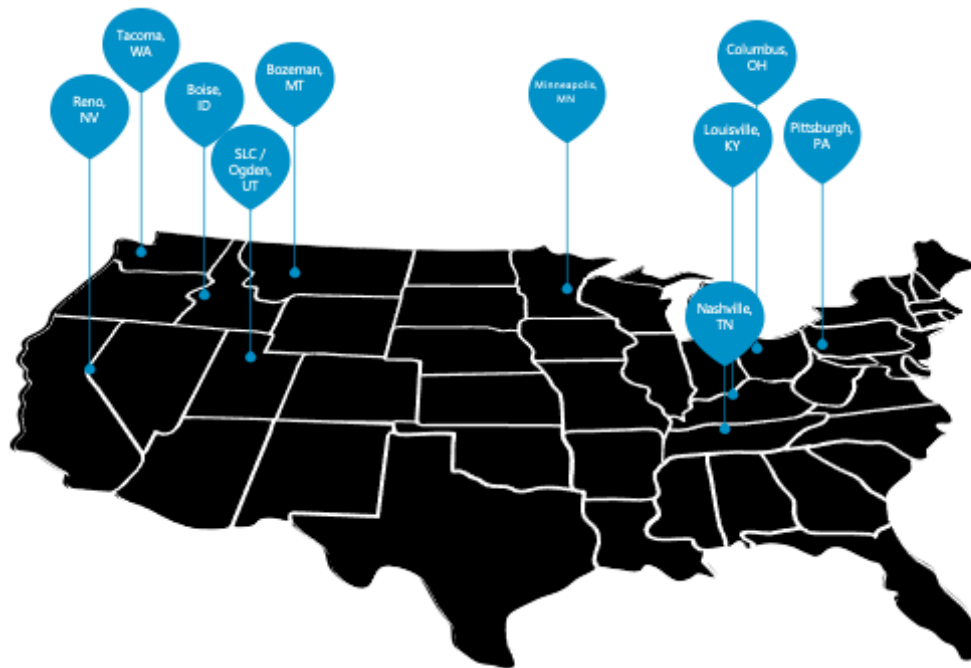 Tacoma,
WA
Reno,
NV
Boise,
ID
Bozeman,
MT
SLC /
Ogden,
UT
Minneapolis,
MN
Columbus,
OH
Louisville,
KY
Pittsburgh,
PA
Nashville,
TN